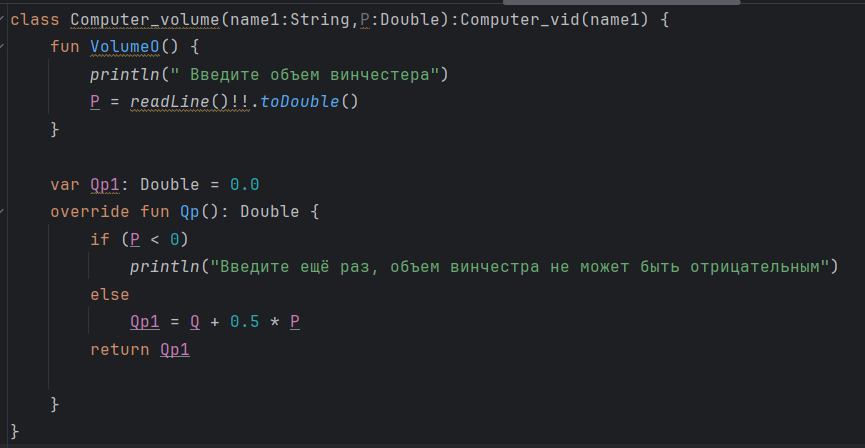 class Computer_volume(name1:String,P:Double):Computer_vid(name1) {
fun VolumeO() {
println(" Введите объем винчестера")
P = readLine()!!.toDouble()
}
var Qp1: Double = 0.0
override fun Qp(): Double {
if (P < 0)
println("Введите ещё раз, объем винчестра не может быть отрицательным")
else
Qp1 = Q + 0.5 * P
return Qp1
}
}